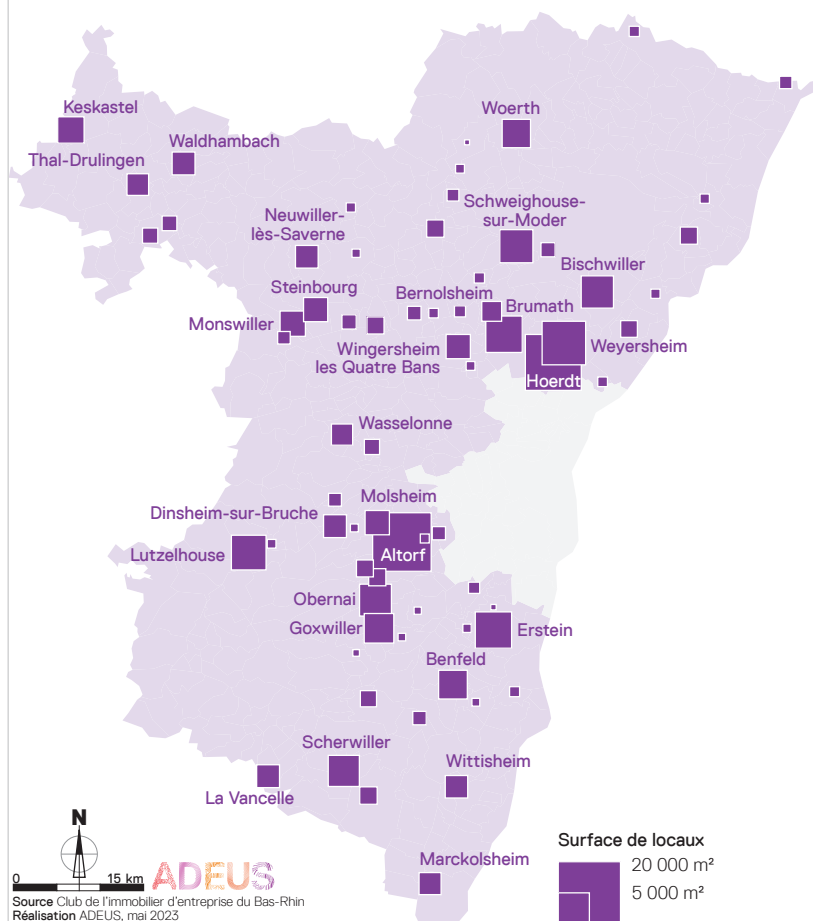 Keskastel
Woerth
Waldhambach
Thal-Drulingen
Schweighouse-
sur-Moder
Neuwiller-
lès-Saverne
Bischwiller
Steinbourg
Bernolsheim
Brumath
Monswiller
Wingersheim
les Quatre Bans
Weyersheim
Hoerdt
Wasselonne
Molsheim
Dinsheim-sur-Bruche
Lutzelhouse
Altorf
Obernai
Goxwiller
Erstein
Benfeld
Scherwiller
Wittisheim
La Vancelle
Marckolsheim
N
0 15 km
ADEUS
Source Club de l'immobilier d'entreprise du Bas-Rhin
Réalisation ADEUS, mai 2023
Surface de locaux
20 000 m²
5 000 m²